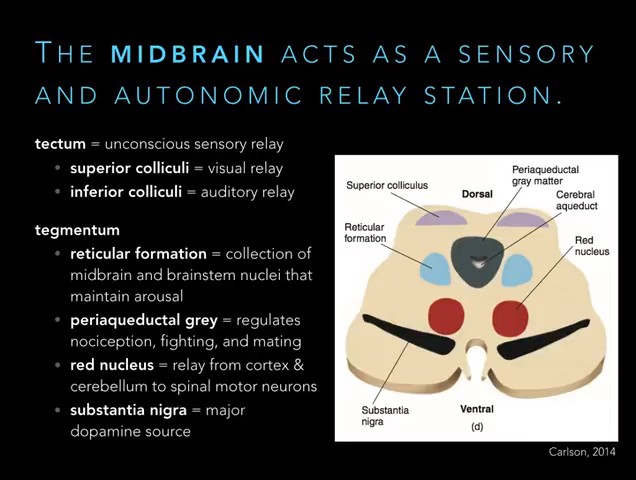 THE MIDBRAIN ACTS AS A SENSORY
AND AUTONOMIC RELAY STATION.
tectum = unconscious sensory relay
• superior colliculi = visual relay
• inferior colliculi = auditory relay
tegmentum
• reticular formation = collection of
midbrain and brainstem nuclei that
maintain arousal
• periaqueductal grey = regulates
nociception, fighting, and mating
• red nucleus = relay from cortex &
cerebellum to spinal motor neurons
• substantia nigra = major
dopamine source
Superior colliculus
Dorsal
Periaqueductal
gray matter
Cerebral
aqueduct
Reticular
formation
Red
nucleus
Substantia
nigra
Ventral
(d)
Carlson, 2014